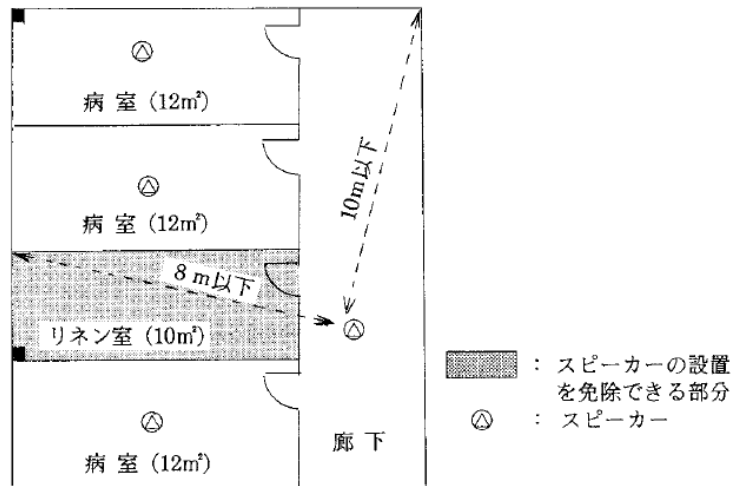 病 室 (12m²)
10m以下
病 室 (12m²)
8m以下
リネン室 (10m²)
病 室 (12m²)
廊 下
: スピーカーの設置
を免除できる部分
: スピーカー